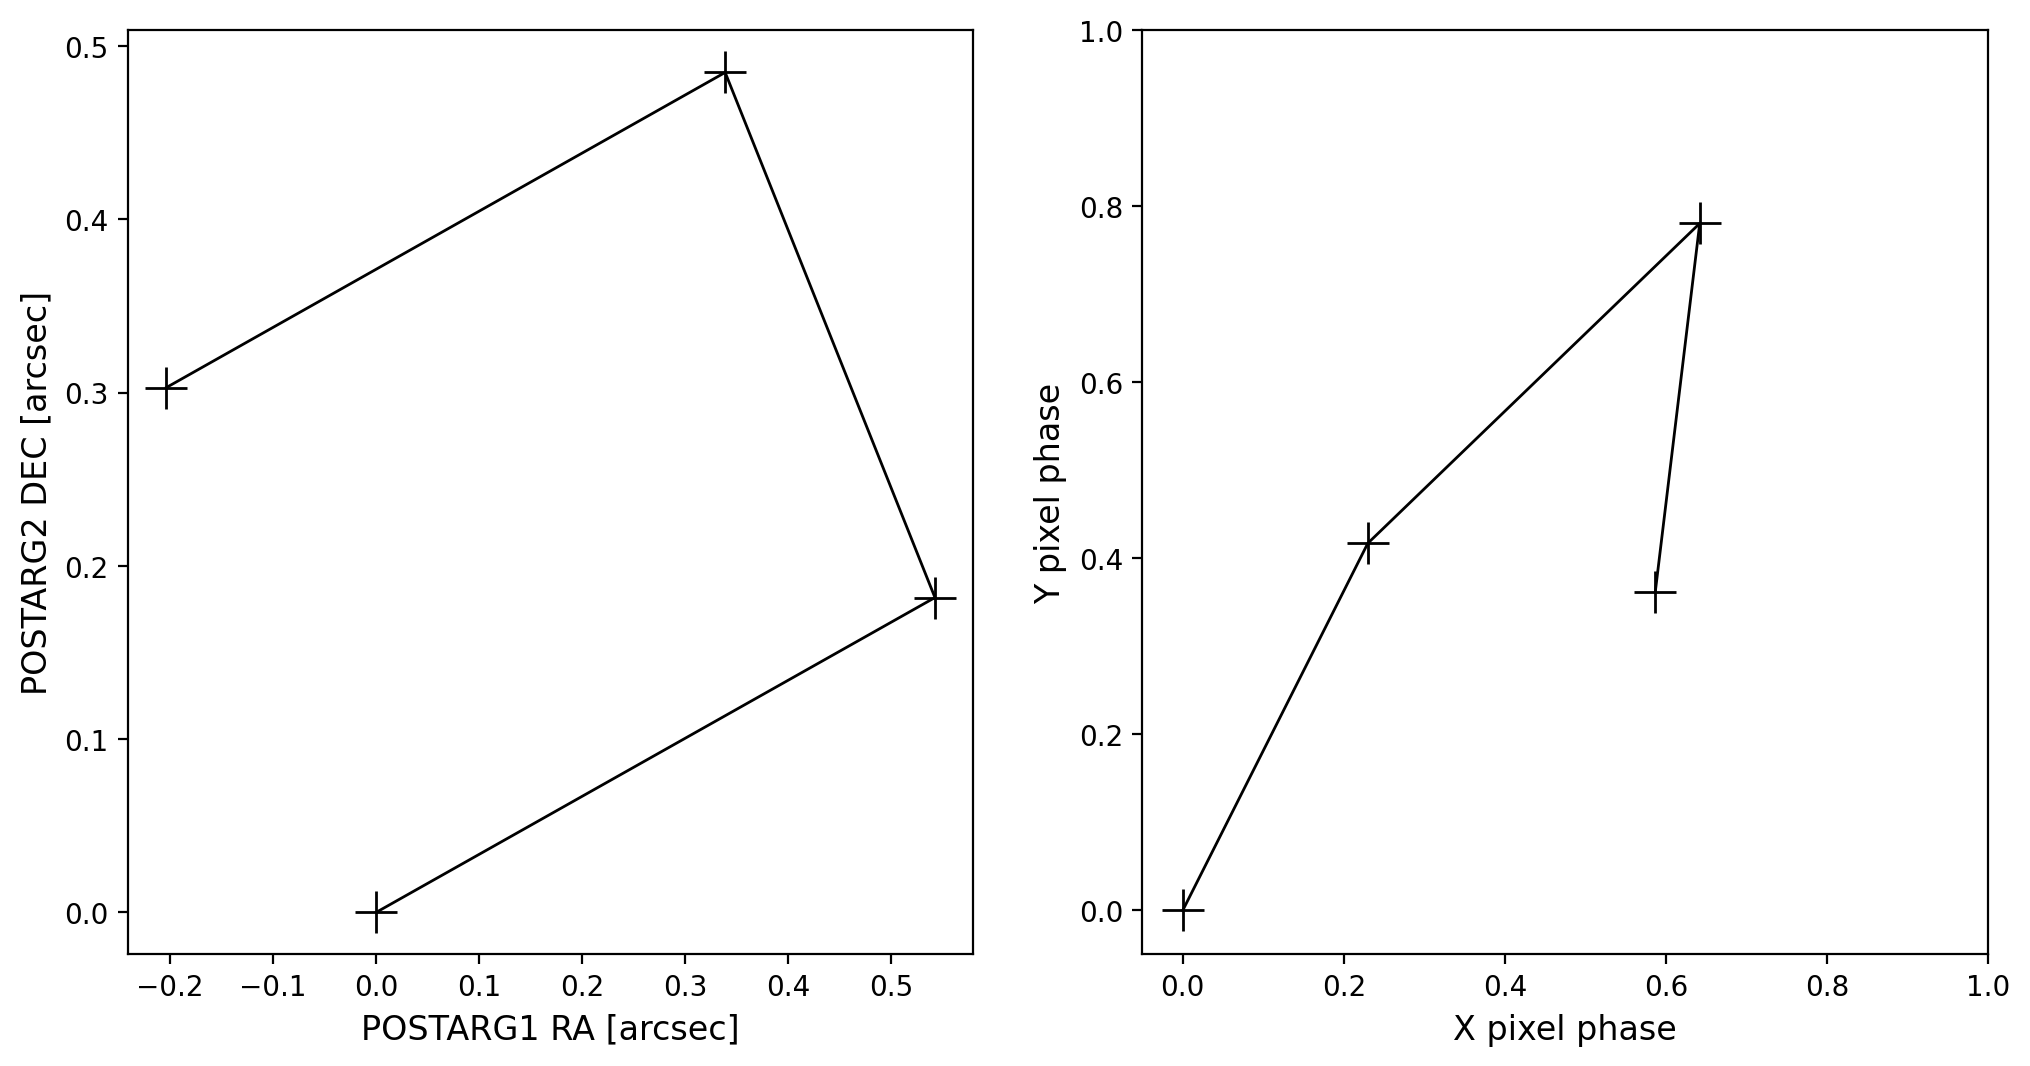 0.5
0.4
0.3
0.2
0.1
0.0
−0.2 −0.1 0.0 0.1 0.2 0.3 0.4 0.5
POSTARG1 RA [arcsec]
POSTARG2 DEC [arcsec]
1.0
0.8
0.6
0.4
0.2
0.0
0.0 0.2 0.4 0.6 0.8 1.0
X pixel phase
Y pixel phase